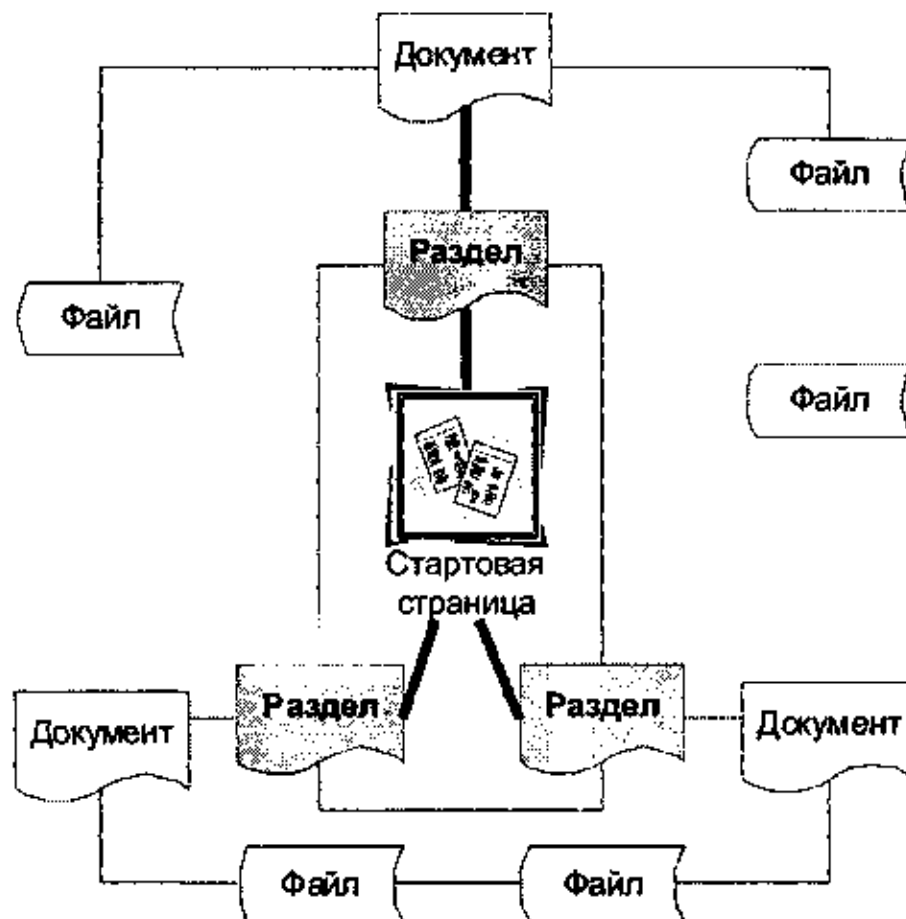 Документ
Файл
Раздел
Файл
Файл
Стартовая
страница
Раздел
Раздел
Документ
Документ
Файл
Файл